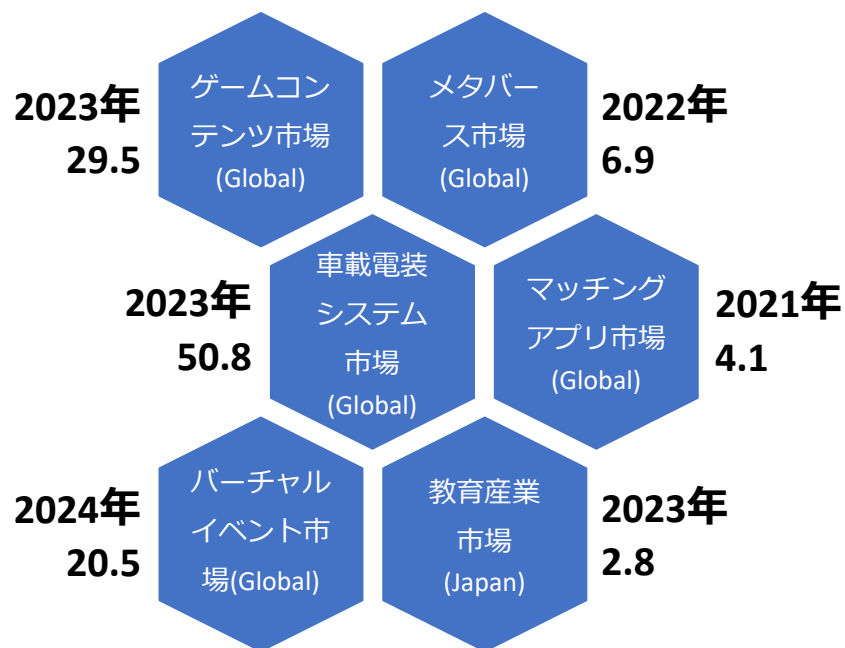 2023年
29.5
ゲームコン
テンツ市場
(Global)
メタバー
ス市場
(Global)
2022年
6.9
2023年
50.8
車載電装
システム
市場
(Global)
マッチング
アプリ市場
(Global)
2021年
4.1
2024年
20.5
バーチャル
イベント市
場(Global)
教育産業
市場
(Japan)
2023年
2.8